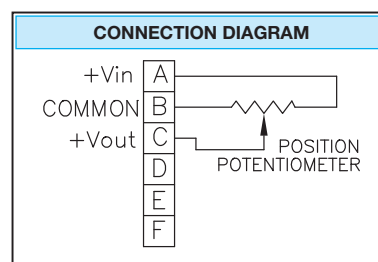 CONNECTION DIAGRAM
+Vin A
COMMON B
+Vout C
POSITION
POTENTIOMETER
D
E
F